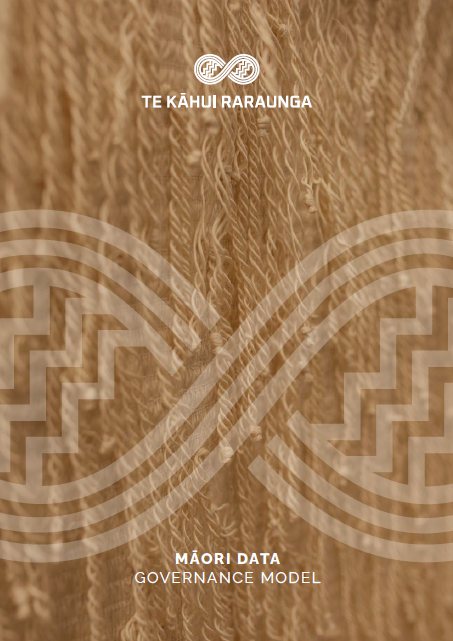 TE KĀHUI RARAUNGA
MĀORI DATA
GOVERNANCE MODEL